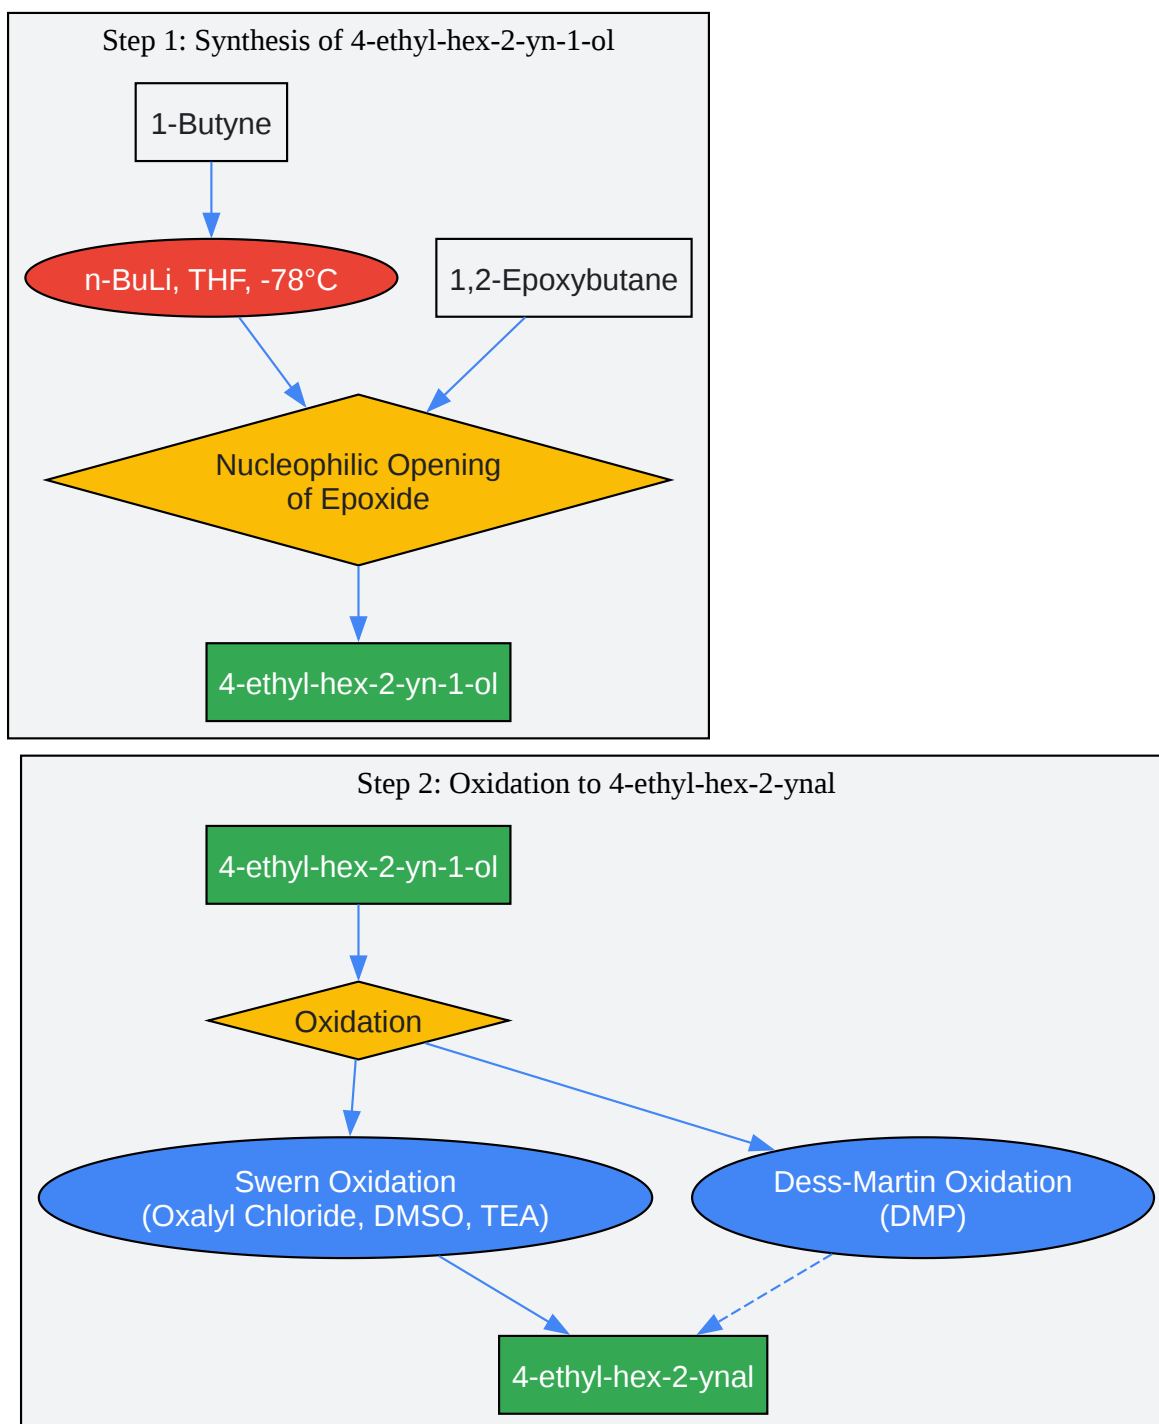 Step 1: Synthesis of 4-ethyl-hex-2-yn-1-ol
1-Butyne
n-BuLi, THF, -78°C
1,2-Epoxybutane
Nucleophilic Opening
of Epoxide
4-ethyl-hex-2-yn-1-ol
Step 2: Oxidation to 4-ethyl-hex-2-ynal
4-ethyl-hex-2-yn-1-ol
Oxidation
Swern Oxidation
(Oxalyl Chloride, DMSO, TEA)
Dess-Martin Oxidation
(DMP)
4-ethyl-hex-2-ynal